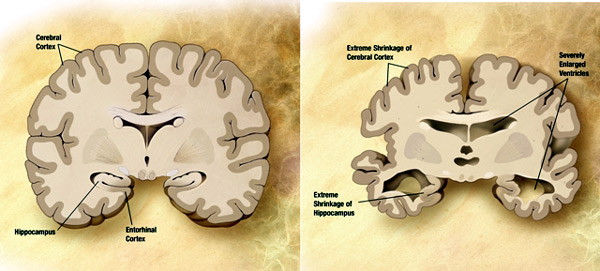 Cerebral
Cortex
Hippocampus
Entorhinal
Cortex
Extreme Shrinkage of
Cerebral Cortex
Severely
Enlarged
Ventricles
Extreme
Shrinkage of
Hippocampus